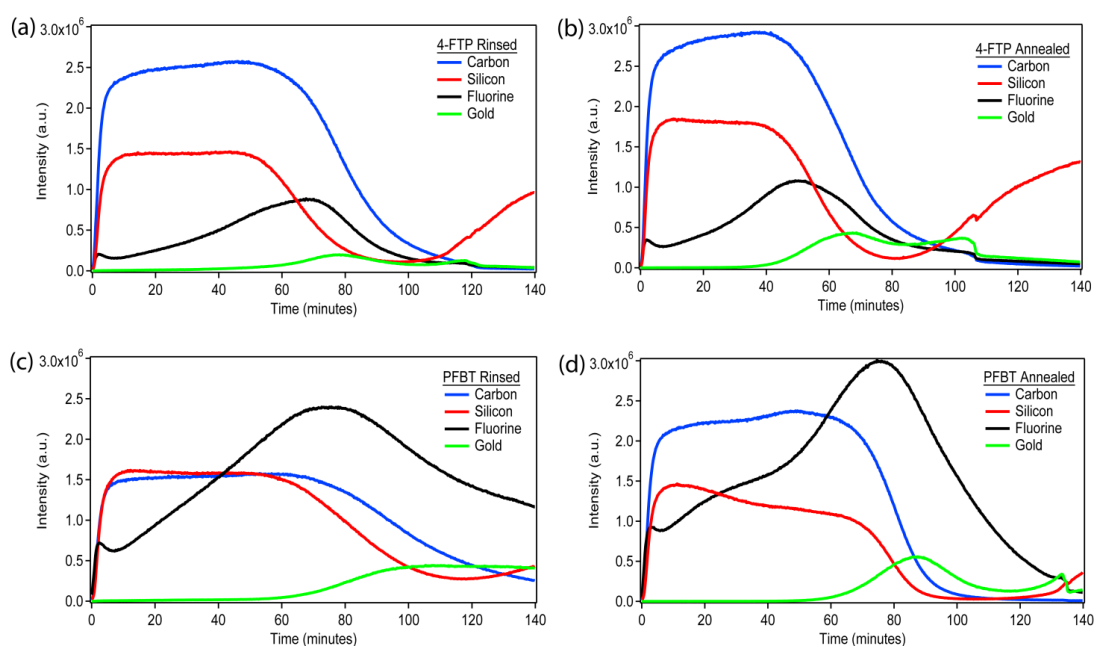 (a)
3.0x10⁶
2.5
2.0
1.5
1.0
0.5
0.0
Intensity (a.u.)
4-FTP Rinsed
Carbon
Silicon
Fluorine
Gold
0 20 40 60 80 100 120 140
Time (minutes)
(b)
3.0x10⁶
2.5
2.0
1.5
1.0
0.5
0.0
Intensity (a.u.)
4-FTP Annealed
Carbon
Silicon
Fluorine
Gold
0 20 40 60 80 100 120 140
Time (minutes)
(c)
3.0x10⁶
2.5
2.0
1.5
1.0
0.5
0.0
Intensity (a.u.)
PFBT Rinsed
Carbon
Silicon
Fluorine
Gold
0 20 40 60 80 100 120 140
Time (minutes)
(d)
3.0x10⁶
2.5
2.0
1.5
1.0
0.5
0.0
Intensity (a.u.)
PFBT Annealed
Carbon
Silicon
Fluorine
Gold
0 20 40 60 80 100 120 140
Time (minutes)